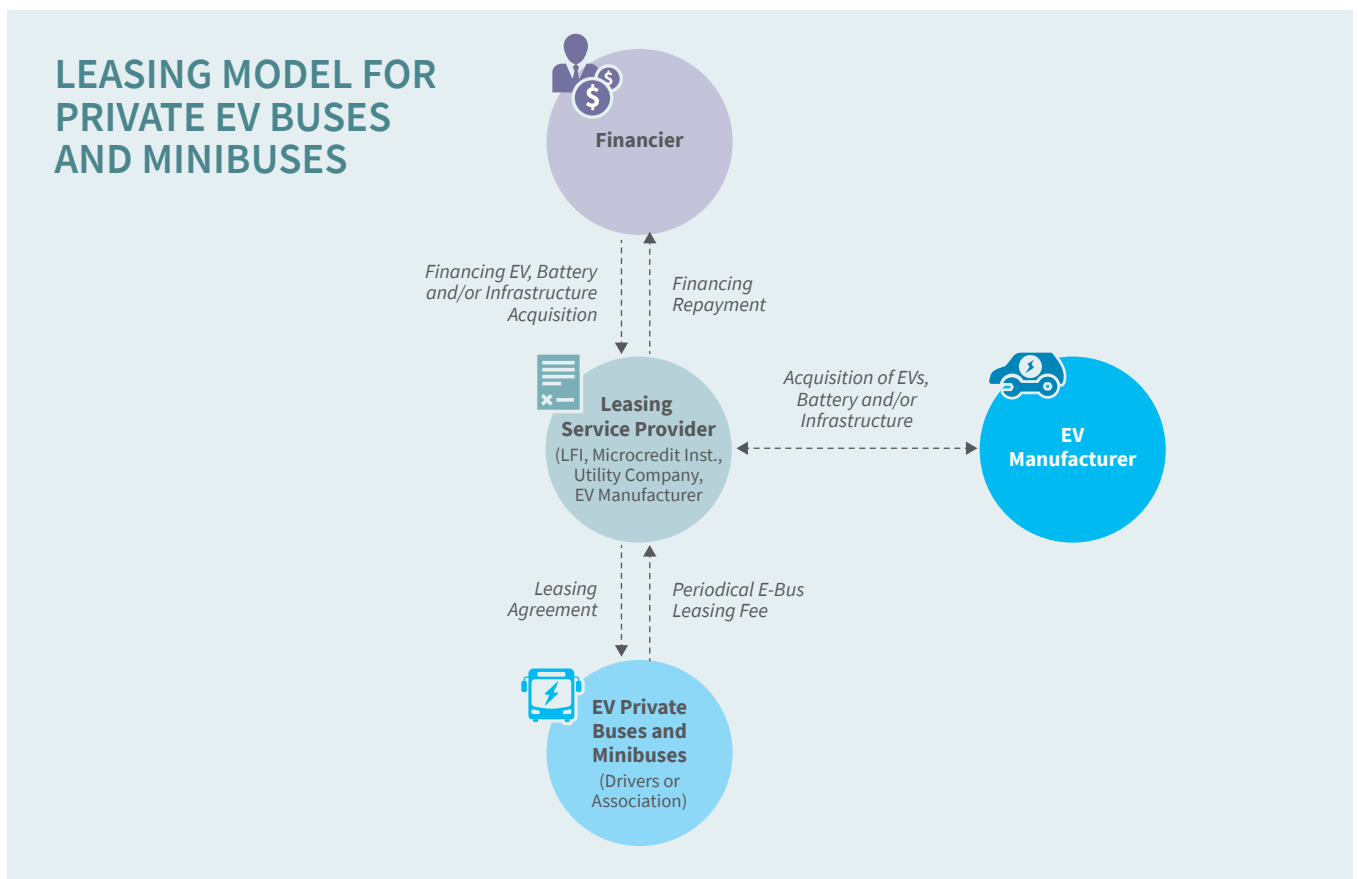 LEASING MODEL FOR
PRIVATE EV BUSES
AND MINIBUSES
$
$
Financier
Financing EV, Battery
and/or Infrastructure
Acquisition
Financing
Repayment
Leasing
Service Provider
(LFI, Microcredit Inst.,
Utility Company,
EV Manufacturer
Acquisition of EVs,
Battery and/or
Infrastructure
EV
Manufacturer
Leasing
Agreement
Periodical E-Bus
Leasing Fee
EV Private
Buses and
Minibuses
(Drivers or
Association)